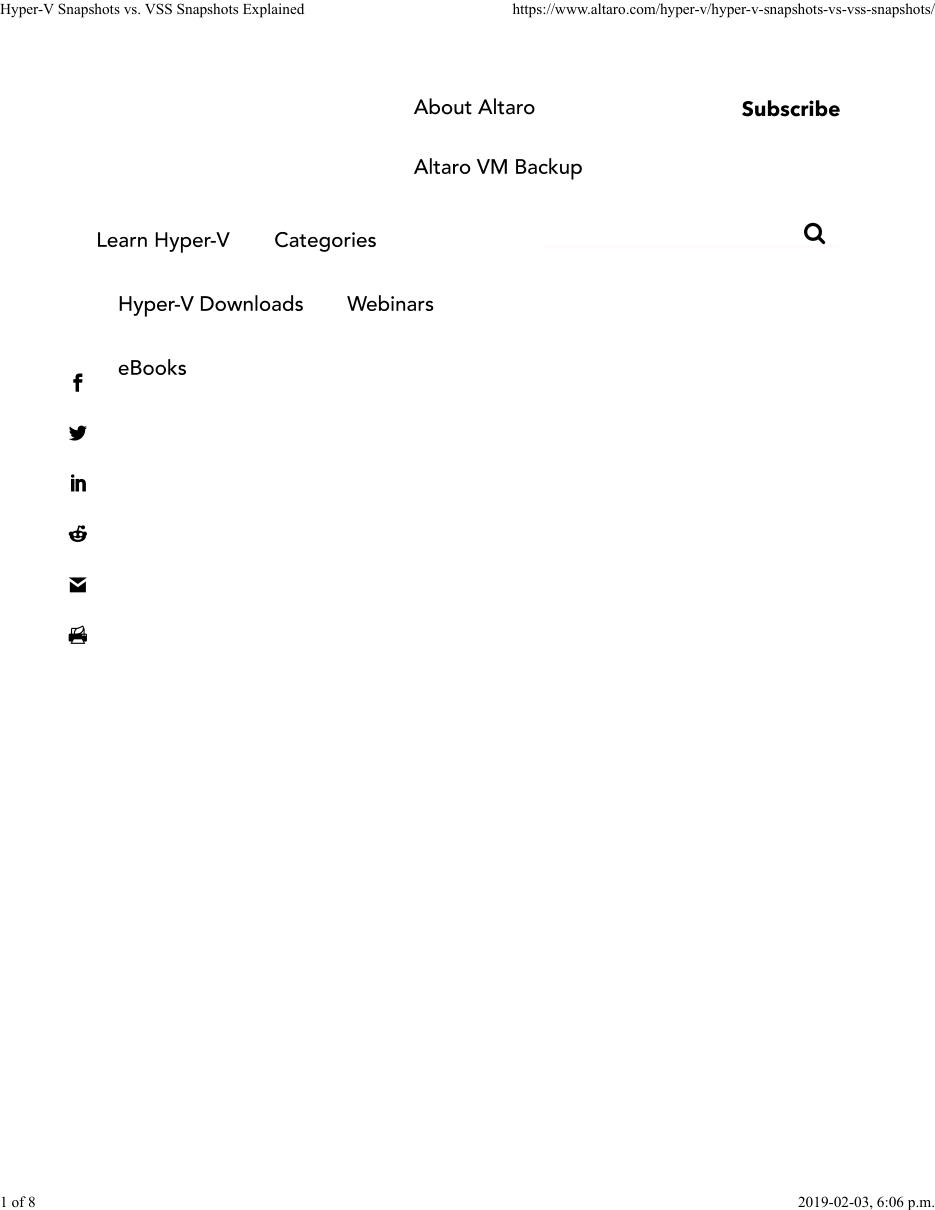 Hyper-V Snapshots vs. VSS Snapshots Explained https://www.altaro.com/hyper-v/hyper-v-snapshots-vs-vss-snapshots/
About Altaro Subscribe
Altaro VM Backup
Learn Hyper-V Categories
Hyper-V Downloads Webinars
eBooks
1 of 8 2019-02-03, 6:06 p.m.